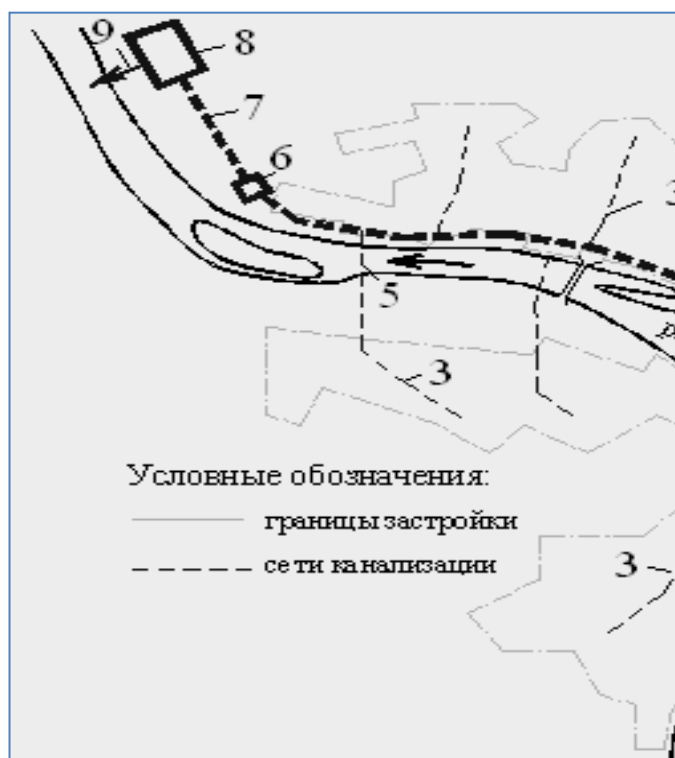 9
8
7
6
3
5
р
3
Условные обозначения:
границы застройки
сети канализации
3